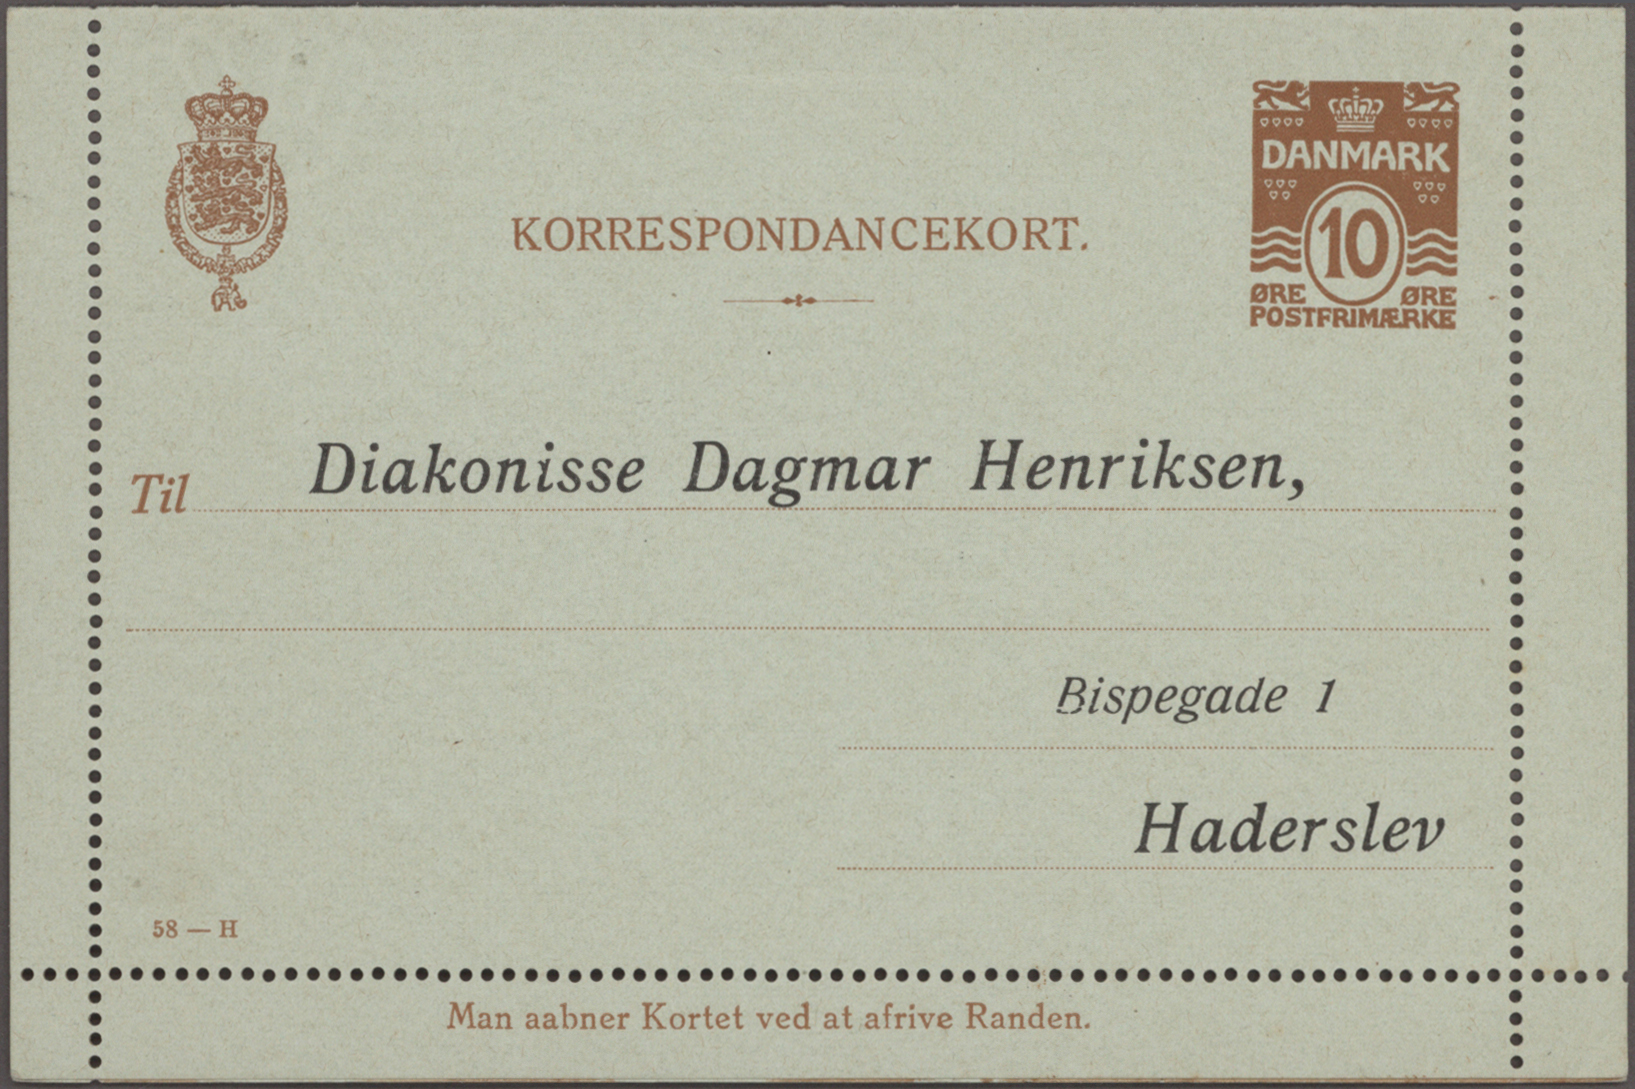 KORRESPONDANCEKORT.
DANMARK
10
ØRE ØRE
POSTFRIMÆRKE
Til Diakonisse Dagmar Henriksen,
Bispegade 1
Haderslev
58 — H
Man aabner Kortet ved at afrive Randen.